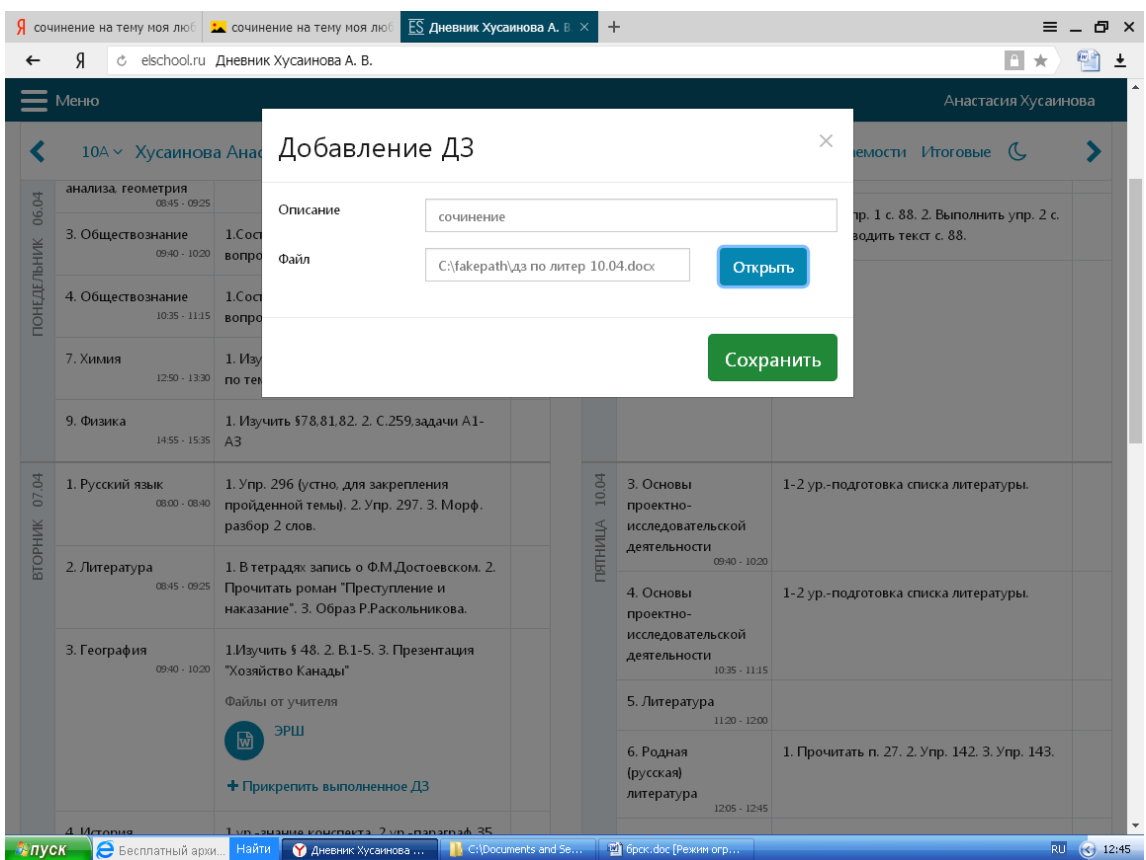 Я сочинение на тему моя люб
сочинение на тему моя люб
ES Дневник Хусаинова А. В
elschool.ru Дневник Хусаинова А. В.
Меню
Анастасия Хусаинова
10А
Хусаинова Анас
емости Итоговые
Добавление ДЗ
Описание
сочинение
Файл
C:\fakepath\дз по литер 10.04.docx
Открыть
Сохранить
ПОНЕДЕЛЬНИК 06.04
анализа, геометрия
08:45 - 09:25
3. Обществознание
09:40 - 10:20
1.Сост
вопро
4. Обществознание
10:35 - 11:15
1.Сост
вопро
7. Химия
12:50 - 13:30
1. Изу
по тем
9. Физика
14:55 - 15:35
1. Изучить §78,81,82. 2. С.259,задачи А1-
А3
ВТОРНИК 07.04
1. Русский язык
08:00 - 08:40
1. Упр. 296 (устно, для закрепления
пройденной темы). 2. Упр. 297. 3. Морф.
разбор 2 слов.
2. Литература
08:45 - 09:25
1. В тетрадях запись о Ф.М.Достоевском. 2.
Прочитать роман "Преступление и
наказание". 3. Образ Р.Раскольникова.
3. География
09:40 - 10:20
1.Изучить § 48. 2. В.1-5. 3. Презентация
"Хозяйство Канады"
Файлы от учителя
ЭРШ
+ Прикрепить выполненное ДЗ
4. История
1 ур.-знание конспекта, 2 ур.-параграф 35
пр. 1 с. 88. 2. Выполнить упр. 2 с.
водить текст с. 88.
ПЯТНИЦА 10.04
3. Основы
проектно-
исследовательской
деятельности
09:40 - 10:20
1-2 ур.-подготовка списка литературы.
4. Основы
проектно-
исследовательской
деятельности
10:35 - 11:15
1-2 ур.-подготовка списка литературы.
5. Литература
11:20 - 12:00
6. Родная
(русская)
литература
12:05 - 12:45
1. Прочитать п. 27. 2. Упр. 142. 3. Упр. 143.
пуск
Бесплатный архи...
Найти
Дневник Хусаинова ...
C:\Documents and Se...
брск.doc [Режим огр...
RU
12:45